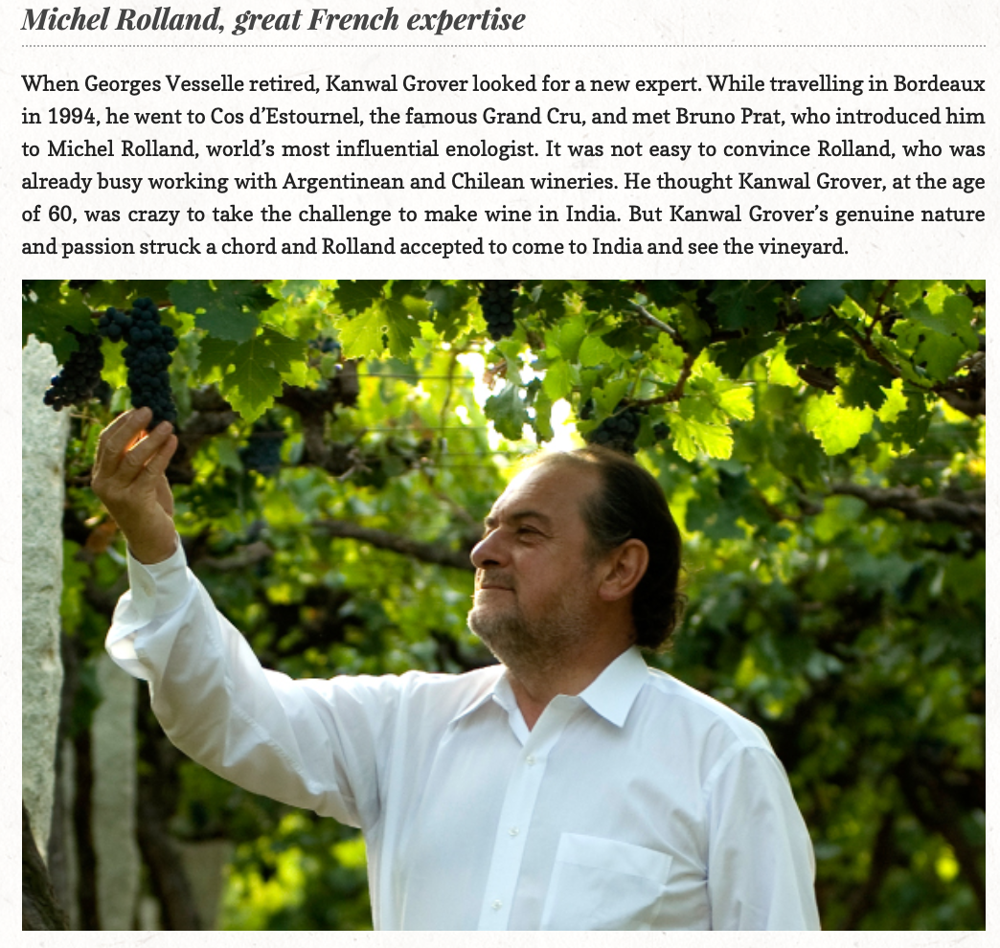 Michel Rolland, great French expertise
When Georges Vesselle retired, Kanwal Grover looked for a new expert. While travelling in Bordeaux
in 1994, he went to Cos d’Estournel, the famous Grand Cru, and met Bruno Prat, who introduced him
to Michel Rolland, world’s most influential enologist. It was not easy to convince Rolland, who was
already busy working with Argentinean and Chilean wineries. He thought Kanwal Grover, at the age
of 60, was crazy to take the challenge to make wine in India. But Kanwal Grover’s genuine nature
and passion struck a chord and Rolland accepted to come to India and see the vineyard.